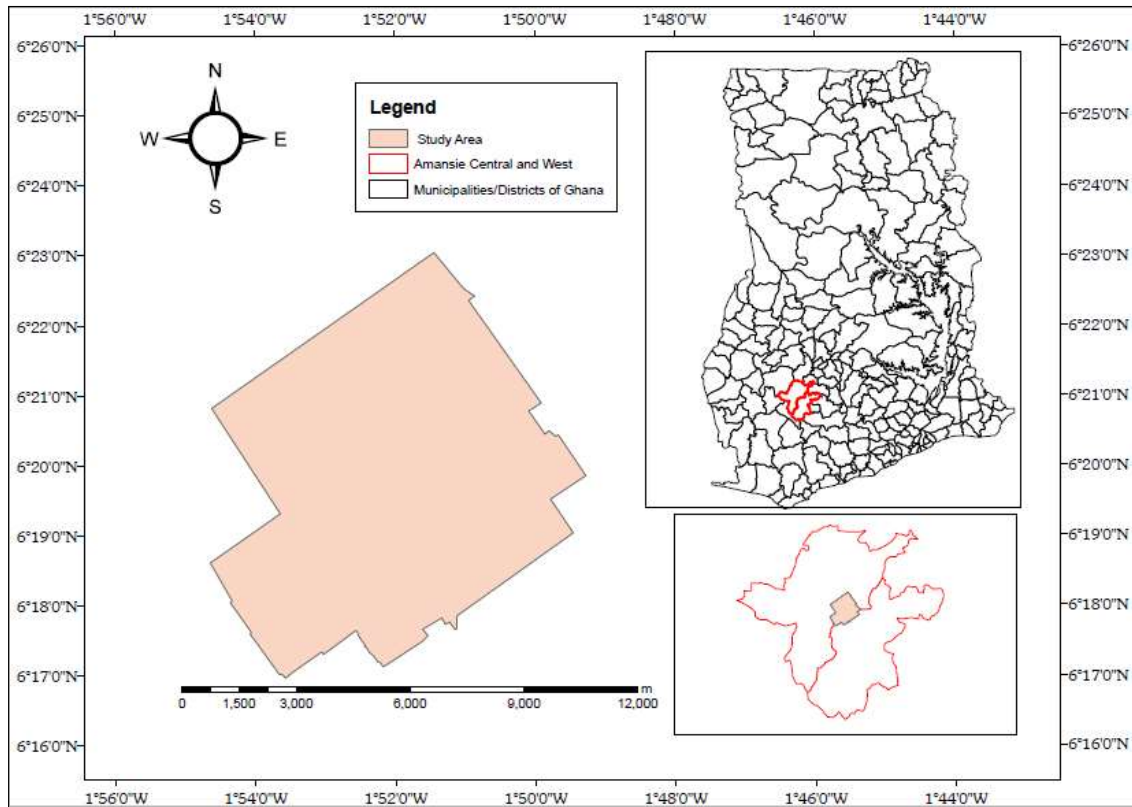 1°56'0"W 1°54'0"W 1°52'0"W 1°50'0"W 1°48'0"W 1°46'0"W 1°44'0"W
6°26'0"N 6°26'0"N
N
Legend
6°25'0"N 6°25'0"N
W E
Study Area
Amansie Central and West
Municipalities/Districts of Ghana
6°24'0"N 6°24'0"N
S
6°23'0"N 6°23'0"N
6°22'0"N 6°22'0"N
6°21'0"N 6°21'0"N
6°20'0"N 6°20'0"N
6°19'0"N 6°19'0"N
6°18'0"N 6°18'0"N
6°17'0"N 6°17'0"N
m
0 1,500 3,000 6,000 9,000 12,000
6°16'0"N 6°16'0"N
1°56'0"W 1°54'0"W 1°52'0"W 1°50'0"W 1°48'0"W 1°46'0"W 1°44'0"W